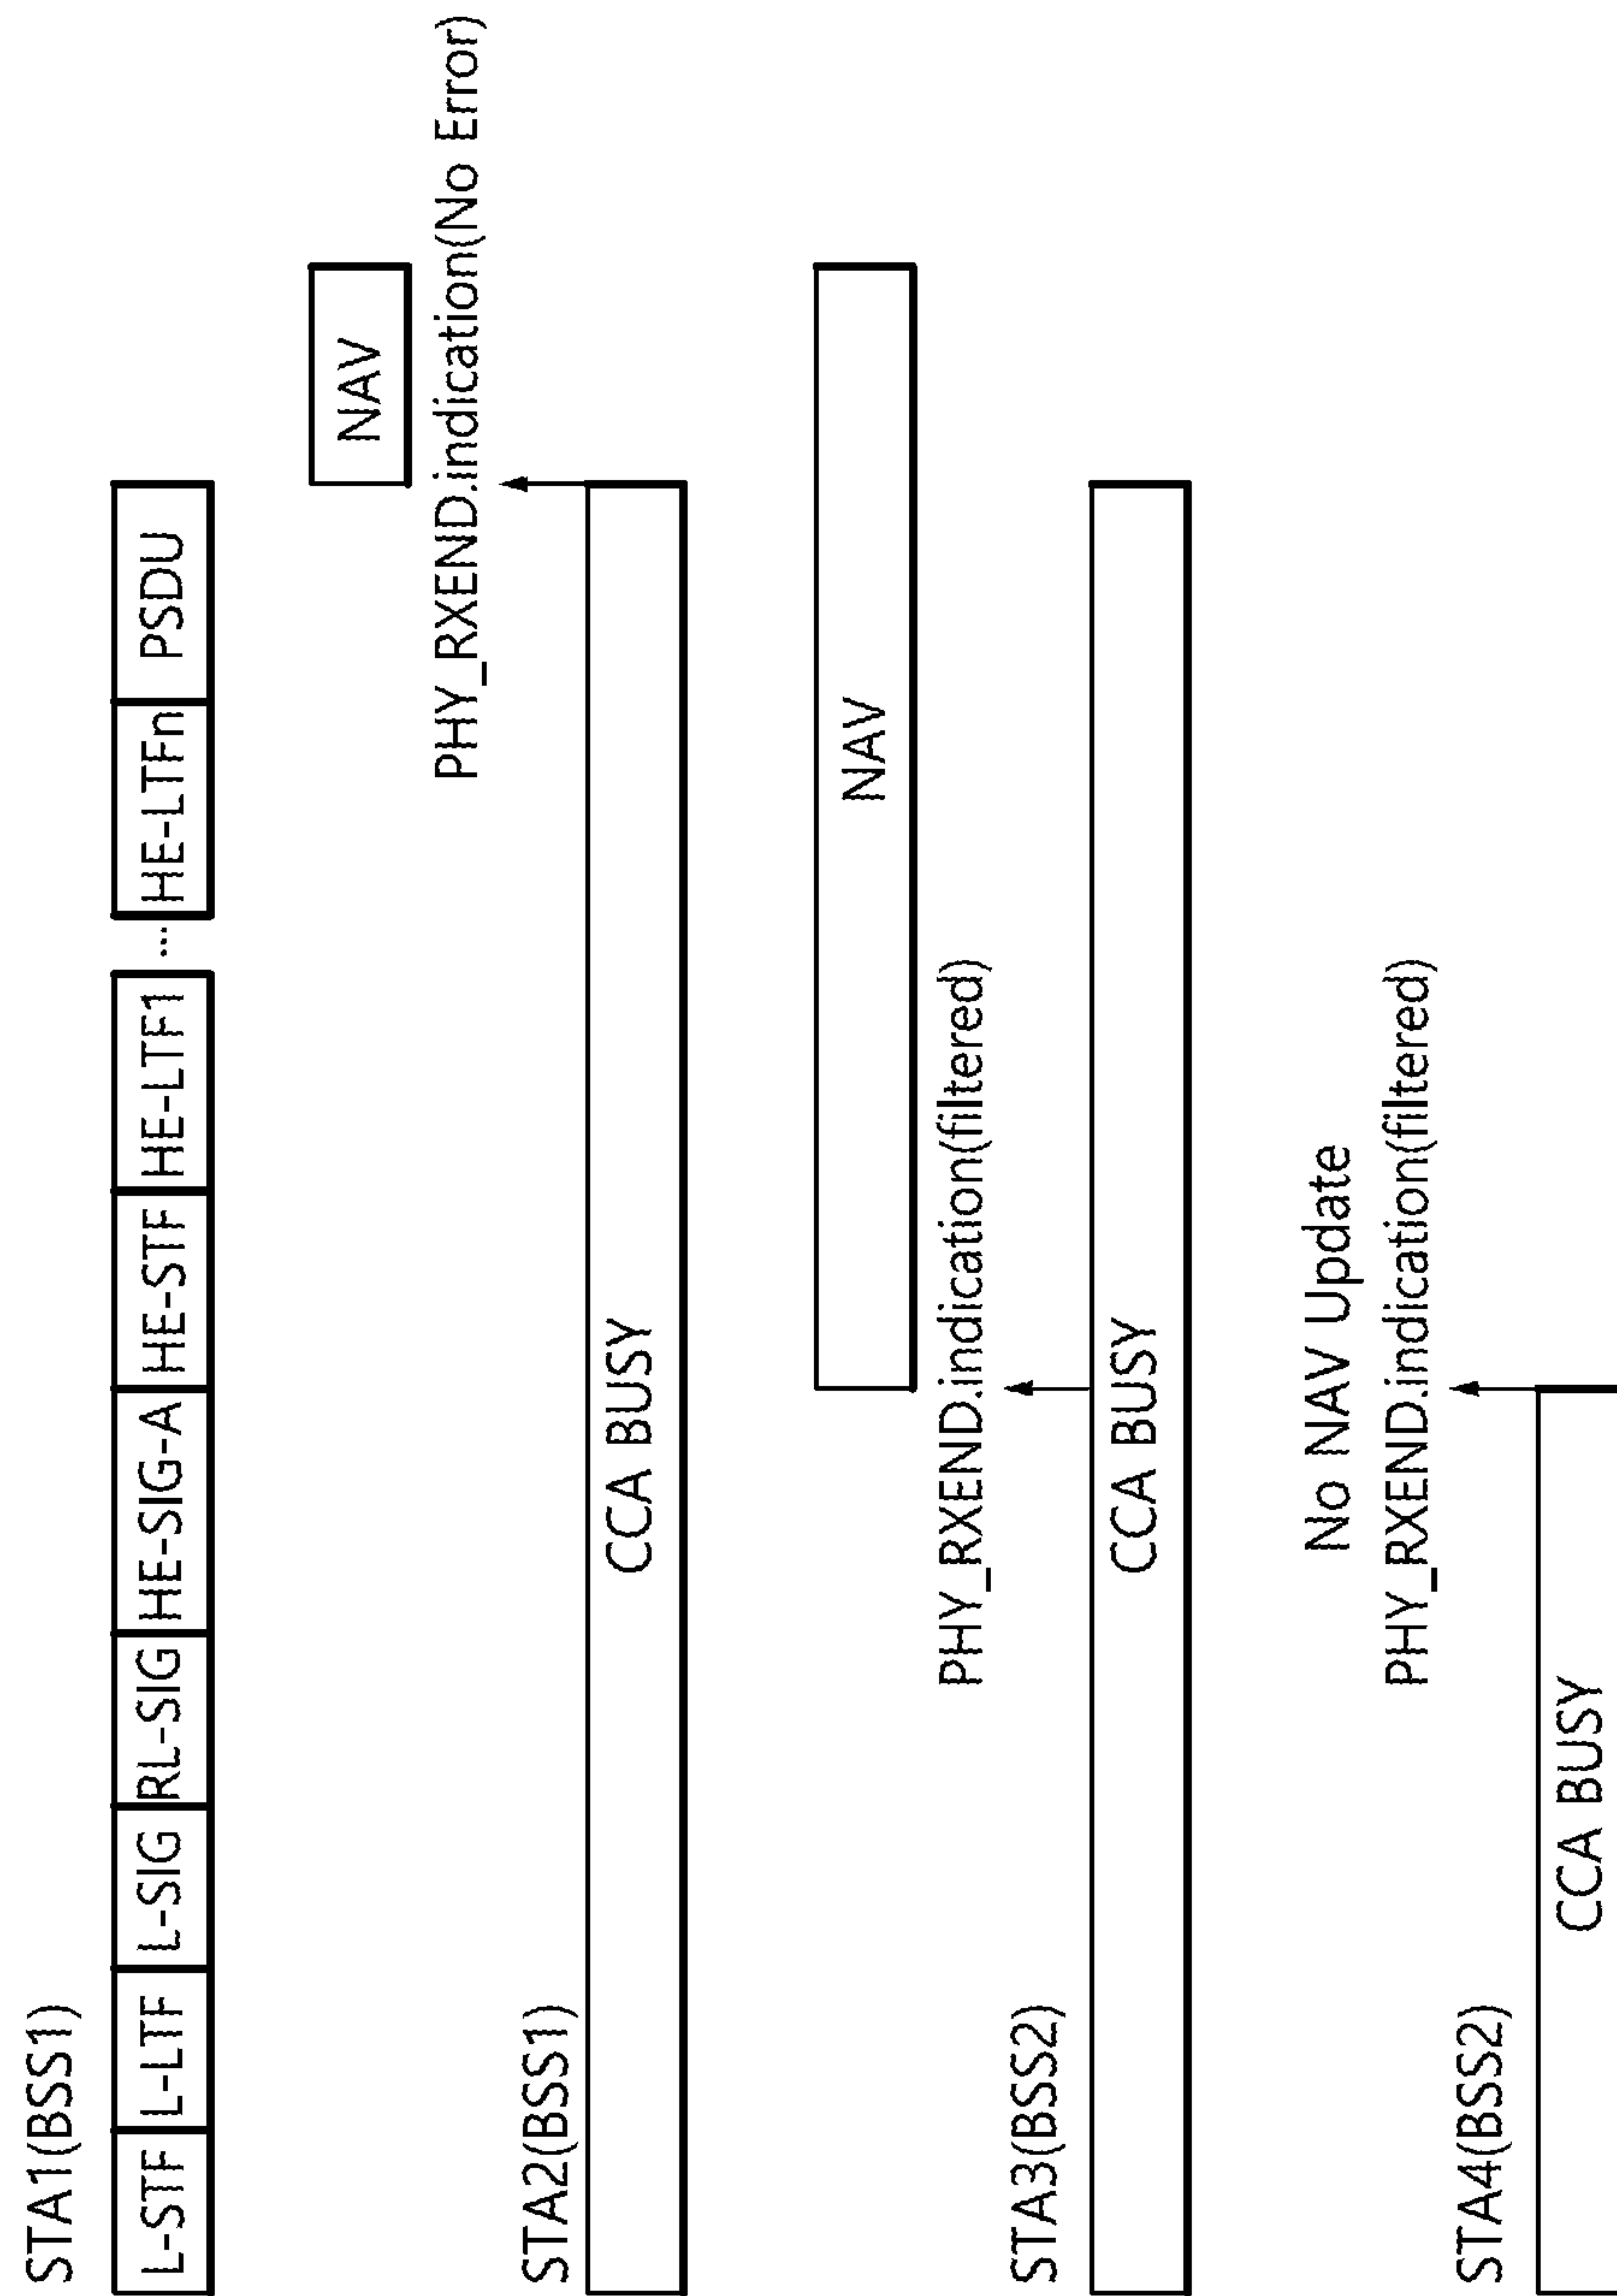 STA1(BSS1)
L-STF L-LTF L-SIG RL-SIG HE-SIG-A HE-STF HE-LTF1 ... HE-LTFn PSDU
NAV
PHY_RXEND.indication(No Error)
STA2(BSS1)
CCA BUSY
NAV
PHY_RXEND.indication(filtered)
STA3(BSS2)
CCA BUSY
No NAV Update
PHY_RXEND.indication(filtered)
STA4(BSS2)
CCA BUSY